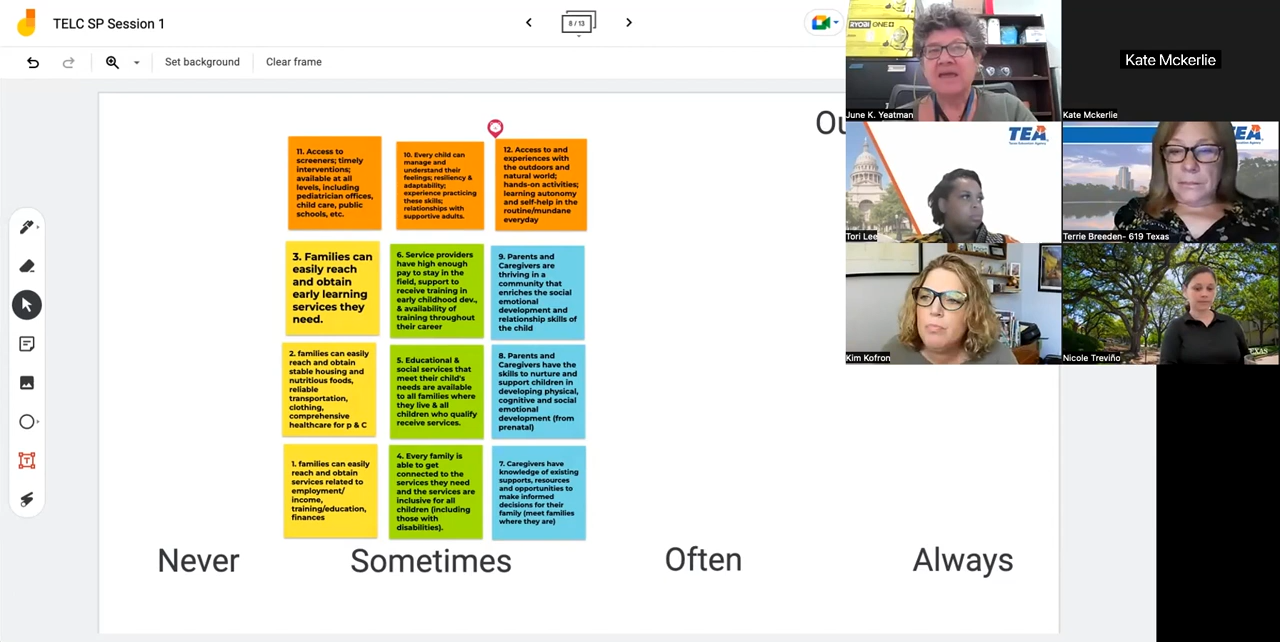 TELC SP Session 1
8 / 13
Set background
Clear frame
Ou
11. Access to
screeners; timely
interventions;
available at all
levels, including
pediatrician offices,
child care, public
schools, etc.
10. Every child can
manage and
understand their
feelings; resiliency &
adaptability;
experience practicing
these skills;
relationships with
supportive adults.
12. Access to and
experiences with
the outdoors and
natural world;
hands-on activities;
learning autonomy
and self-help in the
routine/mundane
everyday
3. Families can
easily reach
and obtain
early learning
services they
need.
6. Service providers
have high enough
pay to stay in the
field, support to
receive training in
early childhood dev.,
& availability of
training throughout
their career
9. Parents and
Caregivers are
thriving in a
community that
enriches the social
emotional
development and
relationship skills of
the child
2. families can easily
reach and obtain
stable housing and
nutritious foods,
reliable
transportation,
clothing,
comprehensive
healthcare for p & C
5. Educational &
social services that
meet their child's
needs are available
to all families where
they live & all
children who qualify
receive services.
8. Parents and
Caregivers have the
skills to nurture and
support children in
developing physical,
cognitive and social
emotional
development (from
prenatal)
1. families can easily
reach and obtain
services related to
employment/
income,
training/education,
finances
4. Every family is
able to get
connected to the
services they need
and the services are
inclusive for all
children (including
those with
disabilities).
7. Caregivers have
knowledge of existing
supports, resources
and opportunities to
make informed
decisions for their
family (meet families
where they are)
Never
Sometimes
Often
Always
RYOBI ONE+
June K. Yeatman
Kate Mckerlie
Kate Mckerlie
TEA
Texas Education Agency
Tori Lee
EA
Terrie Breeden- 619 Texas
Kim Kofron
Nicole Treviño